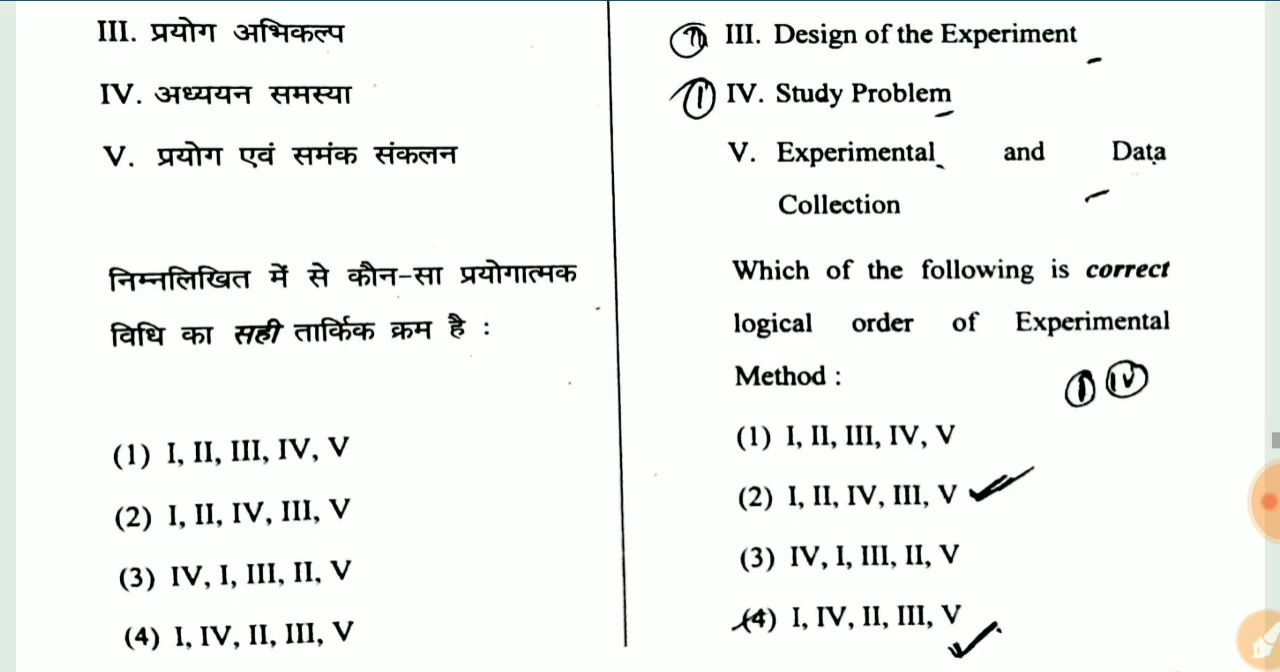 III. प्रयोग अभिकल्प
IV. अध्ययन समस्या
V. प्रयोग एवं समंक संकलन
निम्नलिखित में से कौन-सा प्रयोगात्मक
विधि का सही तार्किक क्रम है :
(1) I, II, III, IV, V
(2) I, II, IV, III, V
(3) IV, I, III, II, V
(4) I, IV, II, III, V
III. Design of the Experiment
(1) IV. Study Problem
V. Experimental and Data
Collection
Which of the following is correct
logical order of Experimental
Method :
(I) (IV)
(1) I, II, III, IV, V
(2) I, II, IV, III, V
(3) IV, I, III, II, V
(4) I, IV, II, III, V